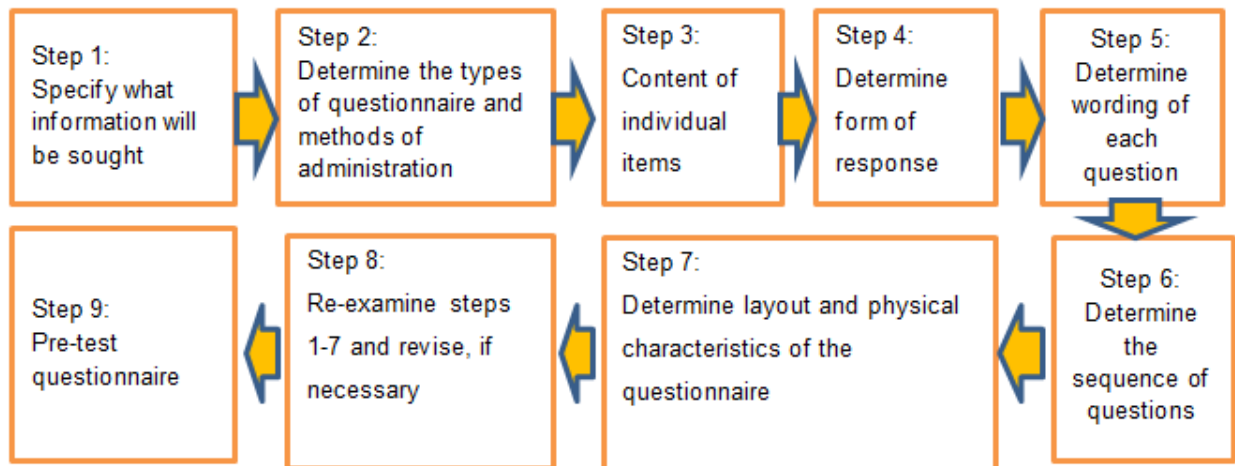 Step 1:
Specify what
information will
be sought
Step 2:
Determine the types
of questionnaire and
methods of
administration
Step 3:
Content of
individual
items
Step 4:
Determine
form of
response
Step 5:
Determine
wording of
each
question
Step 6:
Determine
the
sequence of
questions
Step 7:
Determine layout and physical
characteristics of the
questionnaire
Step 8:
Re-examine steps
1-7 and revise, if
necessary
Step 9:
Pre-test
questionnaire